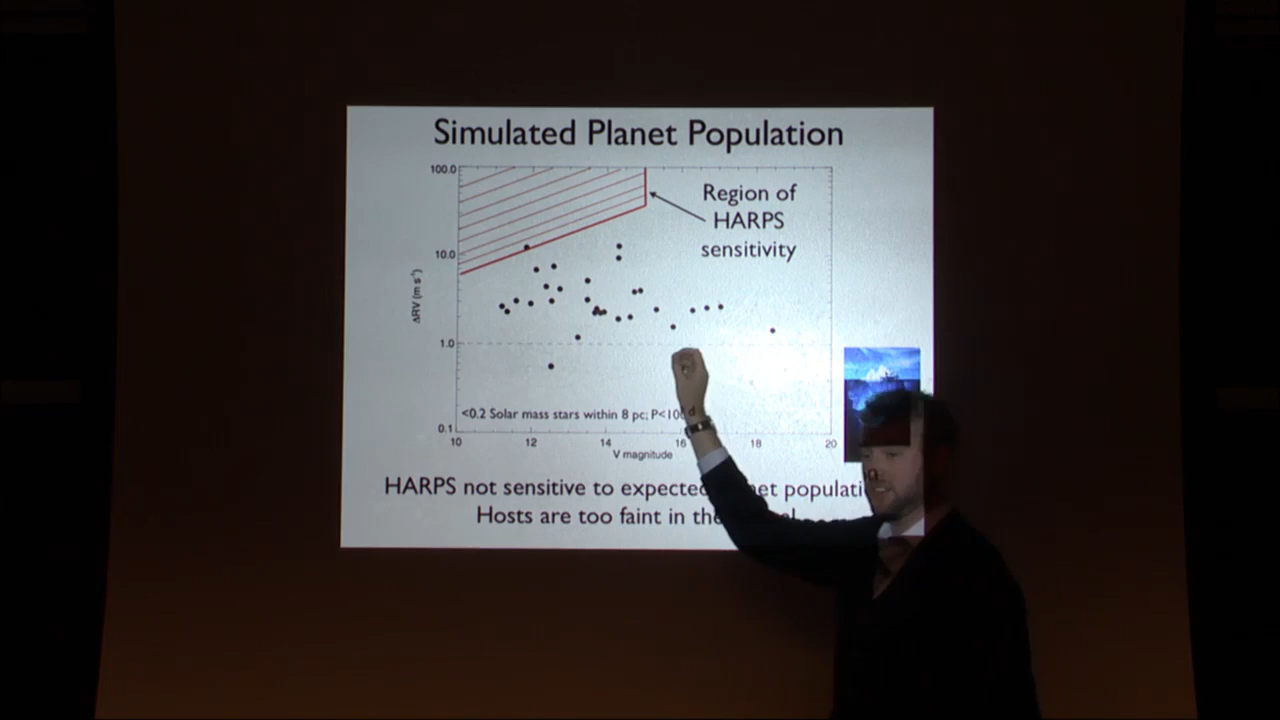 Simulated Planet Population
100.0
Region of
HARPS
sensitivity
10.0
ΔRV (m s⁻¹)
1.0
<0.2 Solar mass stars within 8 pc; P<100 d
0.1
10 12 14 16 18 20
V magnitude
HARPS not sensitive to expected
Hosts are too faint in the